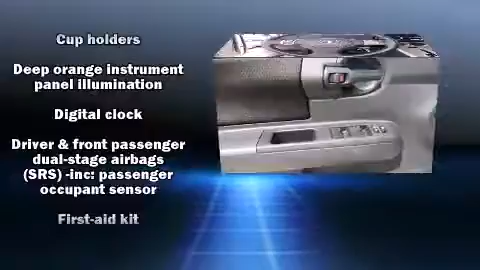 Cup holders
Deep orange instrument
panel illumination
Digital clock
Driver & front passenger
dual-stage airbags
(SRS) -inc: passenger
occupant sensor
First-aid kit